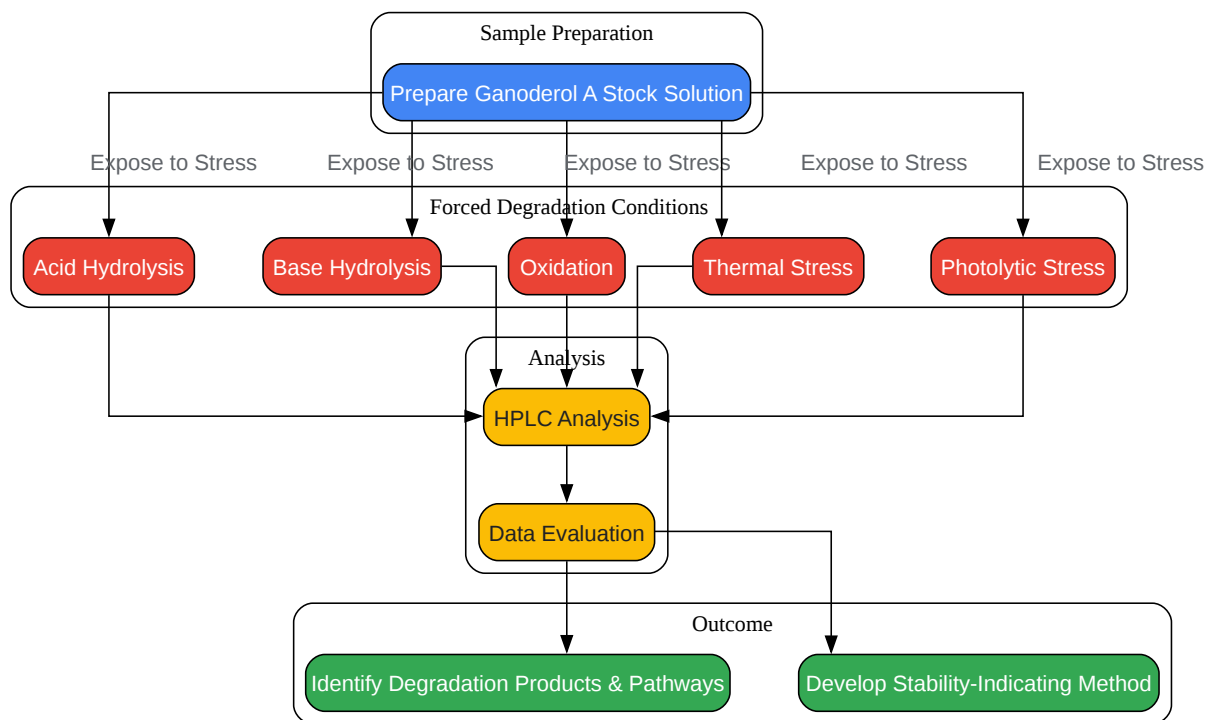 Sample Preparation
Prepare Ganoderol A Stock Solution
Expose to Stress
Expose to Stress
Expose to Stress
Expose to Stress
Expose to Stress
Forced Degradation Conditions
Acid Hydrolysis
Base Hydrolysis
Oxidation
Thermal Stress
Photolytic Stress
Analysis
HPLC Analysis
Data Evaluation
Outcome
Identify Degradation Products & Pathways
Develop Stability-Indicating Method